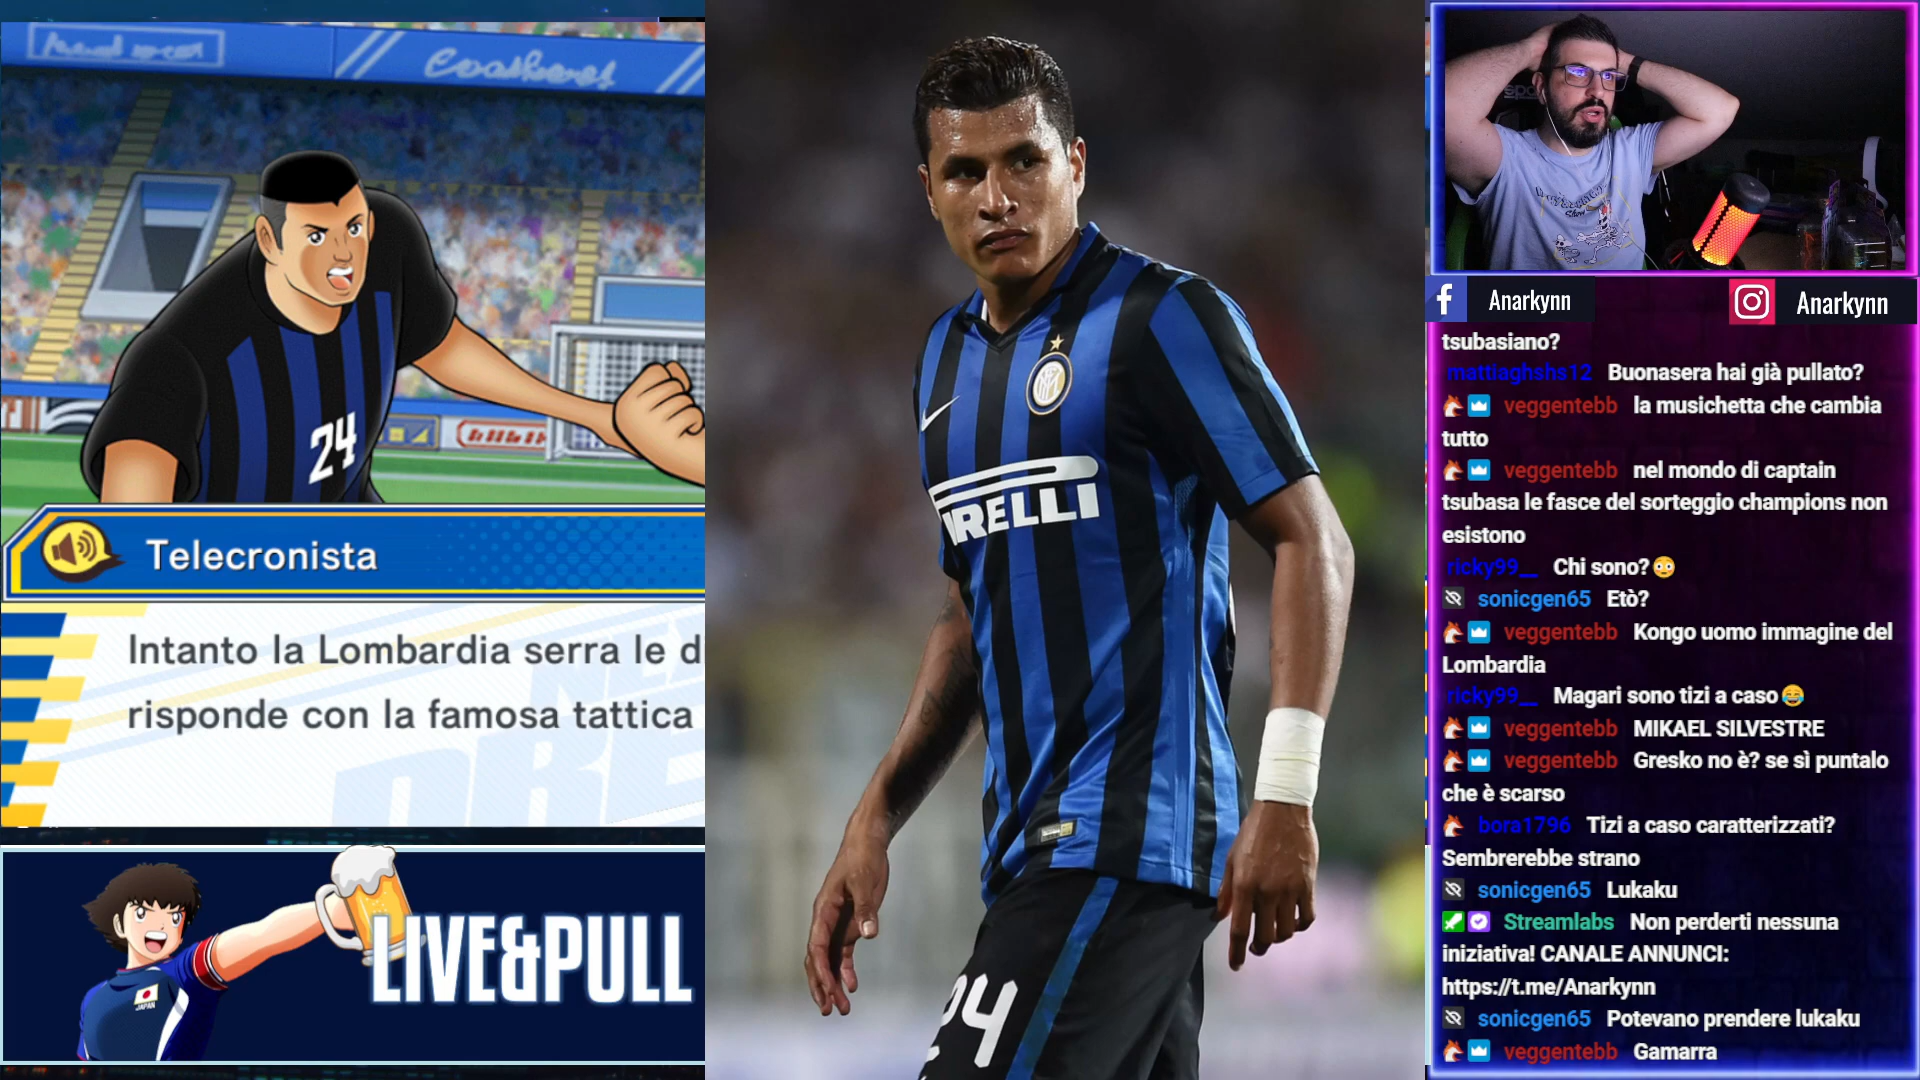 24
Telecronista
Intanto la Lombardia serra le d
risponde con la famosa tattica
JAPAN
LIVE&PULL
PIRELLI
24
Anarkynn
Anarkynn
tsubasiano?
mattiaghshs12 Buonasera hai già pullato?
veggentebb la musichetta che cambia
tutto
veggentebb nel mondo di captain
tsubasa le fasce del sorteggio champions non
esistono
ricky99__ Chi sono?😳
sonicgen65 Etò?
veggentebb Kongo uomo immagine del
Lombardia
ricky99__ Magari sono tizi a caso😂
veggentebb MIKAEL SILVESTRE
veggentebb Gresko no è? se sì puntalo
che è scarso
bora1796 Tizi a caso caratterizzati?
Sembrerebbe strano
sonicgen65 Lukaku
Streamlabs Non perderti nessuna
iniziativa! CANALE ANNUNCI:
https://t.me/Anarkynn
sonicgen65 Potevano prendere lukaku
veggentebb Gamarra